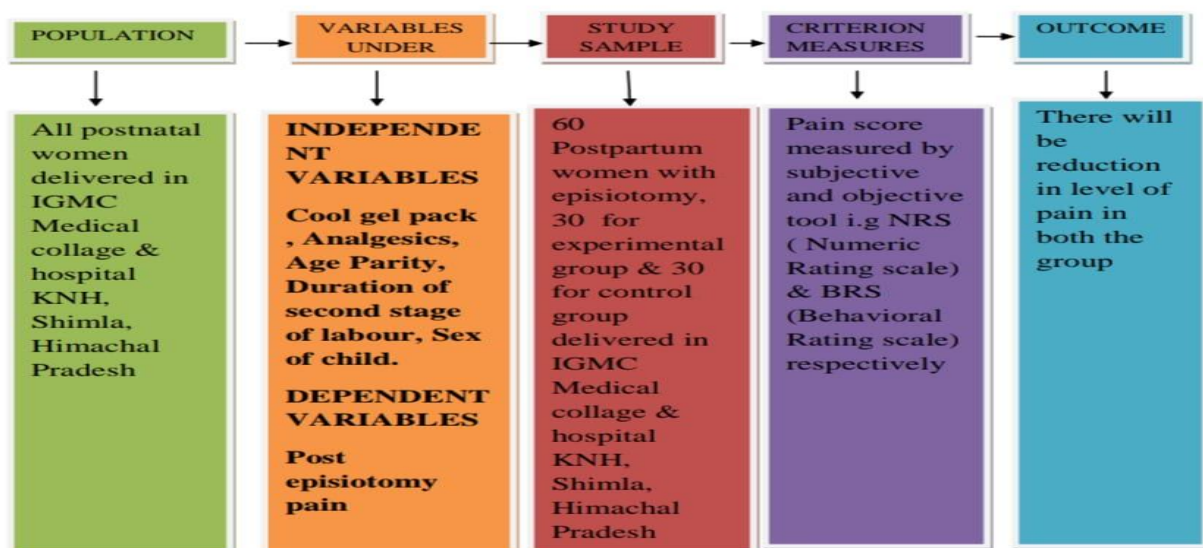 POPULATION
VARIABLES
UNDER
STUDY
SAMPLE
CRITERION
MEASURES
OUTCOME
All postnatal
women
delivered in
IGMC
Medical
collage &
hospital
KNH,
Shimla,
Himachal
Pradesh
INDEPENDE
NT
VARIABLES
Cool gel pack
, Analgesics,
Age Parity,
Duration of
second stage
of labour, Sex
of child.
DEPENDENT
VARIABLES
Post
episiotomy
pain
60
Postpartum
women with
episiotomy,
30 for
experimental
group & 30
for control
group
delivered in
IGMC
Medical
collage &
hospital
KNH,
Shimla,
Himachal
Pradesh
Pain score
measured by
subjective
and objective
tool i.g NRS
( Numeric
Rating scale)
& BRS
(Behavioral
Rating scale)
respectively
There will
be
reduction
in level of
pain in
both the
group